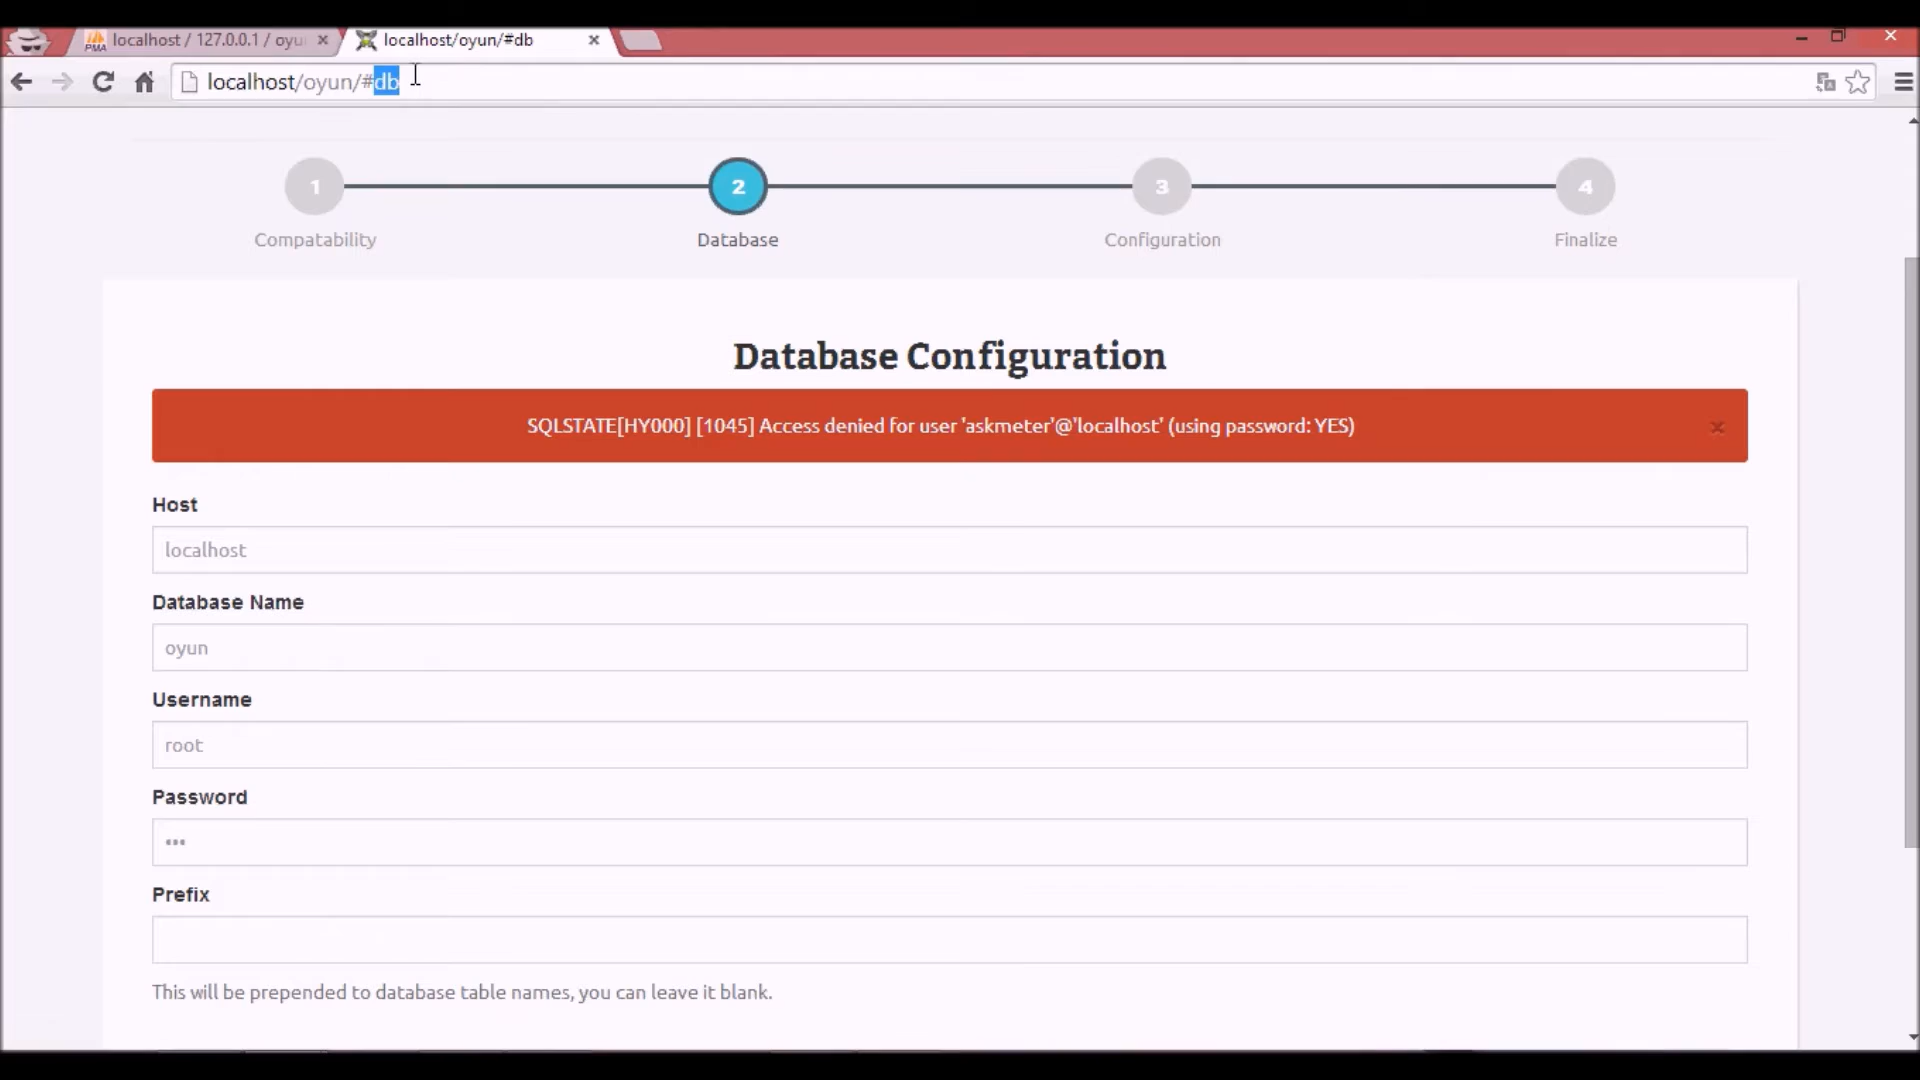 PMA localhost / 127.0.0.1 / oyu
localhost/oyun/#db
localhost/oyun/#db
1
2
3
4
Compatability
Database
Configuration
Finalize
Database Configuration
SQLSTATE[HY000] [1045] Access denied for user 'askmeter'@'localhost' (using password: YES)
Host
localhost
Database Name
oyun
Username
root
Password
•••
Prefix
This will be prepended to database table names, you can leave it blank.